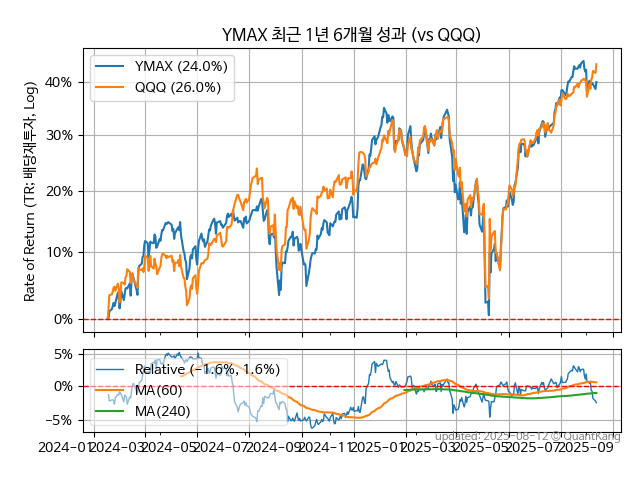 YMAX 최근 1년 6개월 성과 (vs QQQ)
Rate of Return (TR: 배당재투자, Log)
YMAX (24.0%)
QQQ (26.0%)
40%
30%
20%
10%
0%
5%
0%
−5%
Relative (−1.6%, 1.6%)
MA(60)
MA(240)
updated: 2025-08-12 © QuantKang
2024-01
2024-03
2024-05
2024-07
2024-09
2024-11
2025-01
2025-03
2025-05
2025-07
2025-09